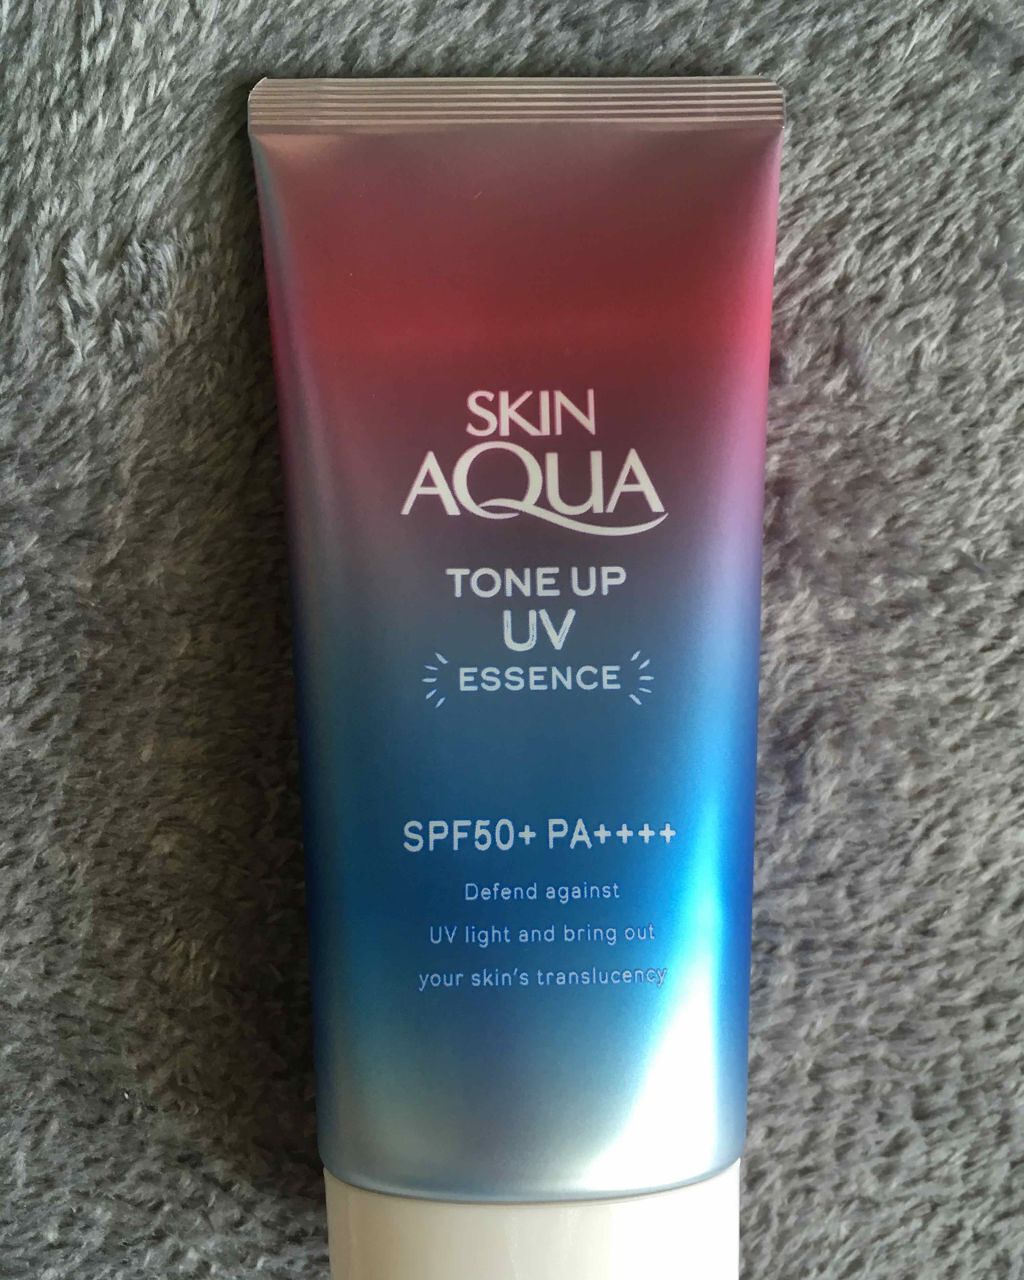 SKIN
AQUA
TONE UP
UV
ESSENCE
SPF50+ PA++++
Defend against
UV light and bring out
your skin's translucency